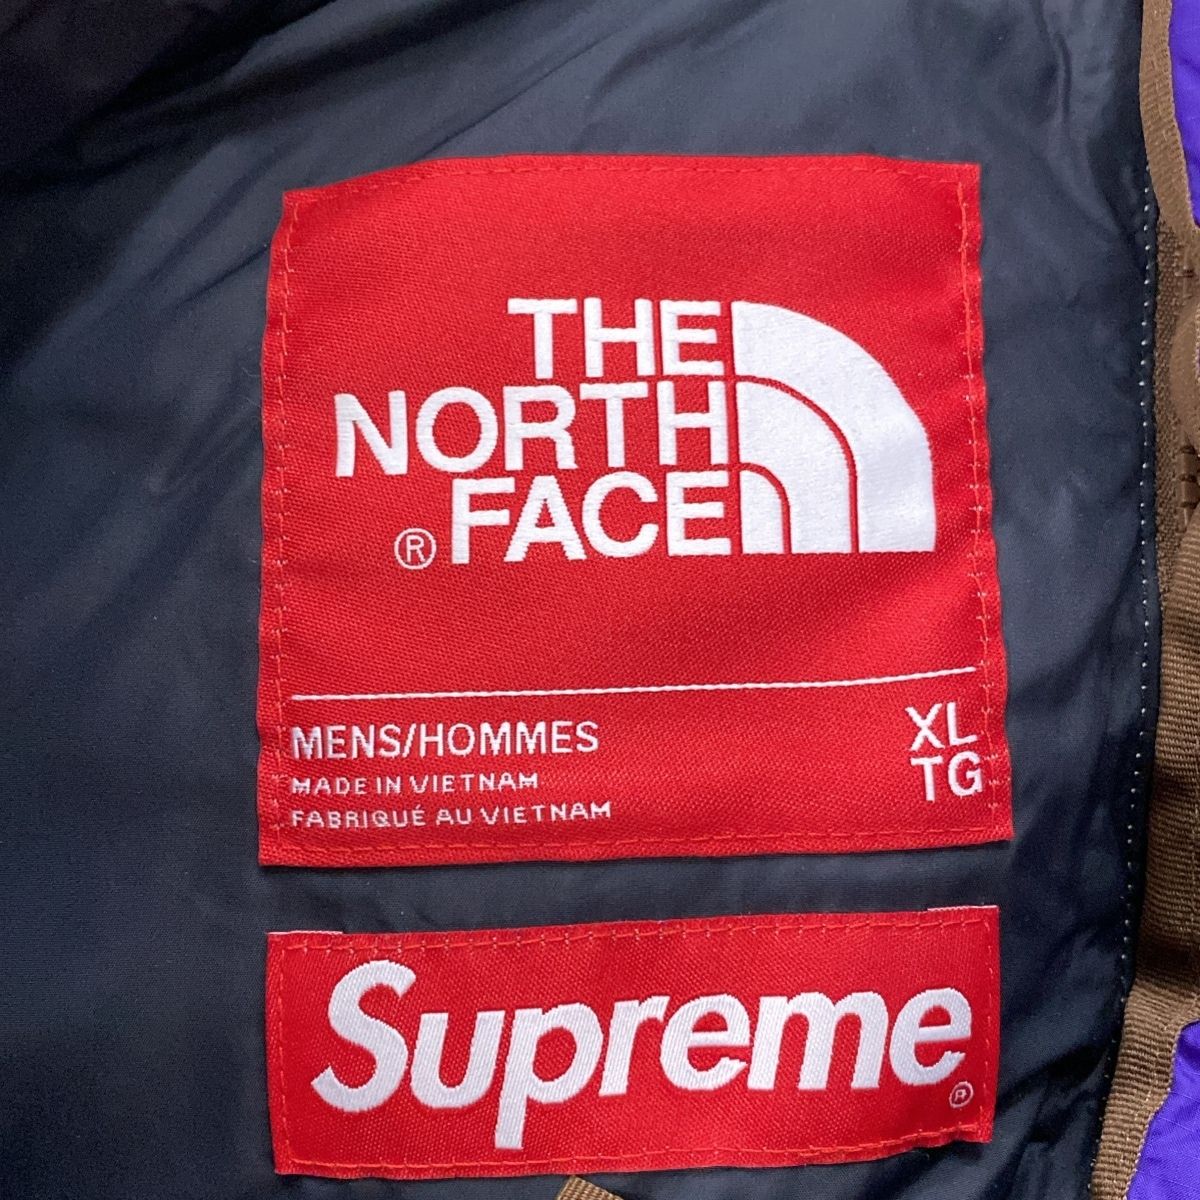 THE
NORTH
® FACE
MENS/HOMMES
XL
MADE IN VIETNAM
TG
FABRIQUÉ AU VIETNAM
Supreme®